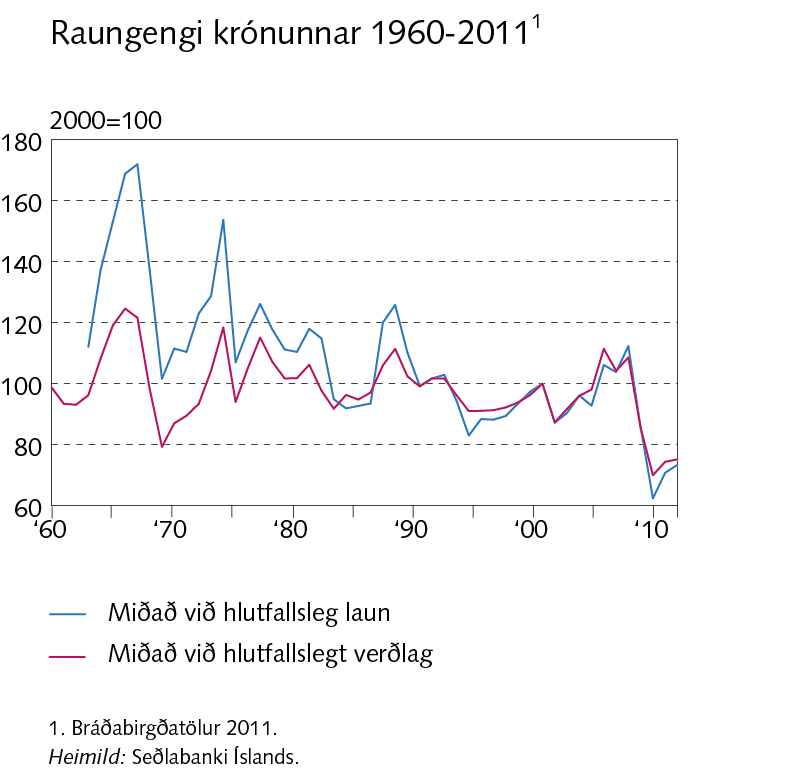 Raungengi krónunnar 1960-2011¹
2000=100
180
160
140
120
100
80
60
‘60 ‘70 ‘80 ‘90 ‘00 ‘10
Miðað við hlutfallsleg laun
Miðað við hlutfallslegt verðlag
1. Bráðabirgðatölur 2011.
Heimild: Seðlabanki Íslands.